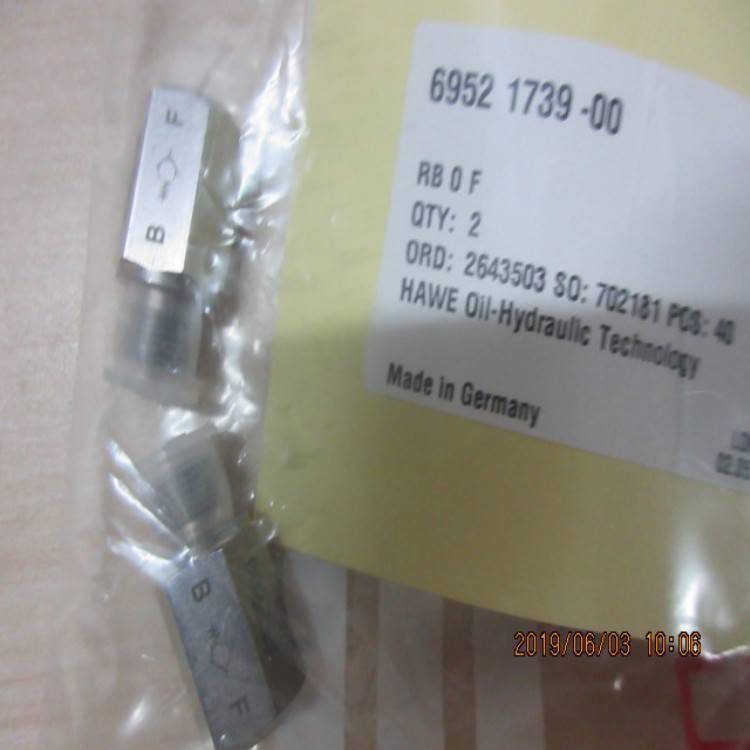 6952 1739-00
RB 0 F
QTY: 2
ORD: 2643503 SO: 702181 POS: 40
HAWE Oil-Hydraulic Technology
Made in Germany
F
B
B
F
2019/06/03 10:06